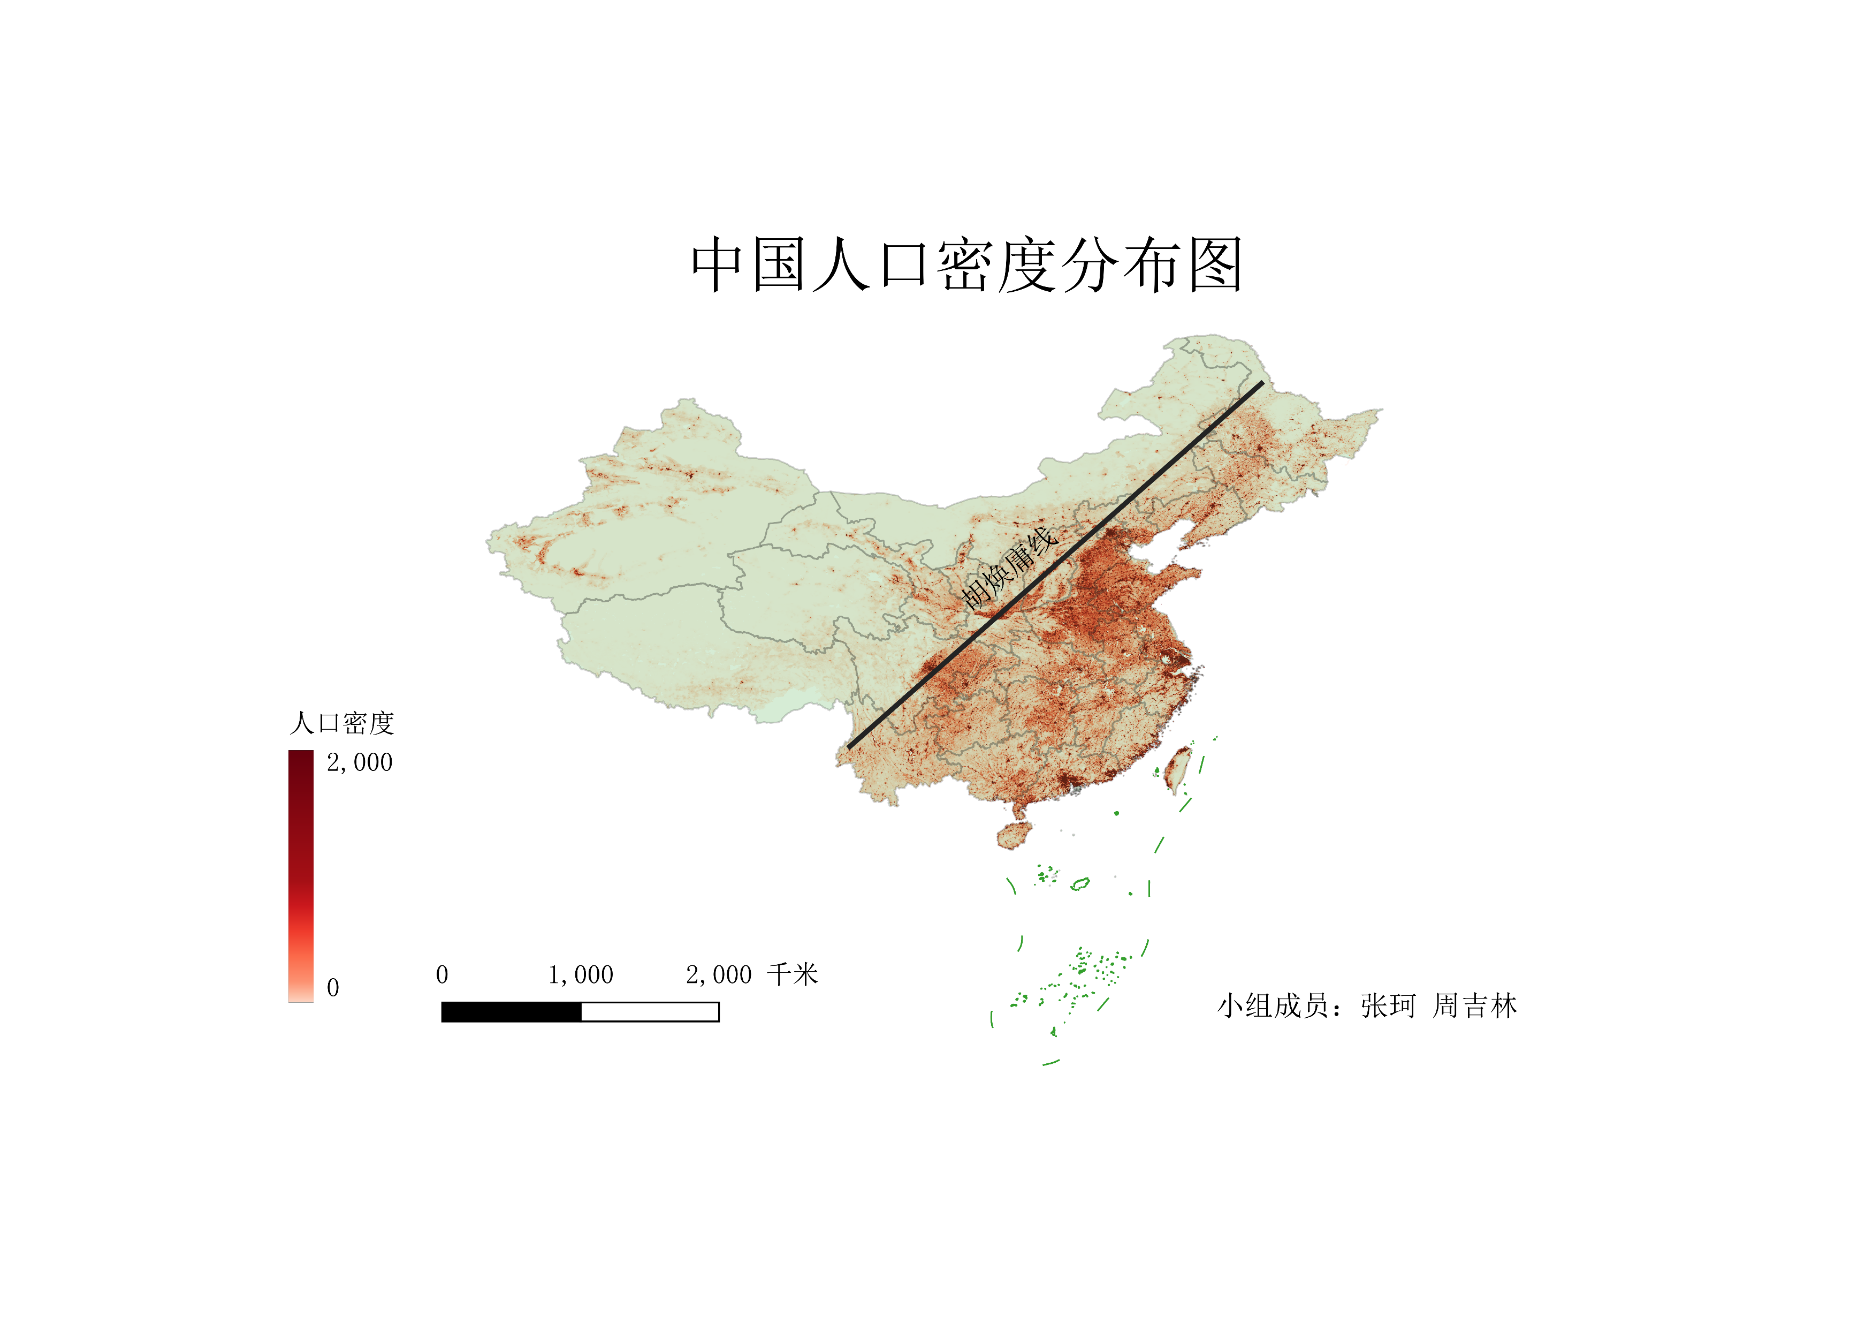 中国人口密度分布图
胡焕庸线
人口密度
2,000
0
0 1,000 2,000 千米
小组成员：张珂 周吉林